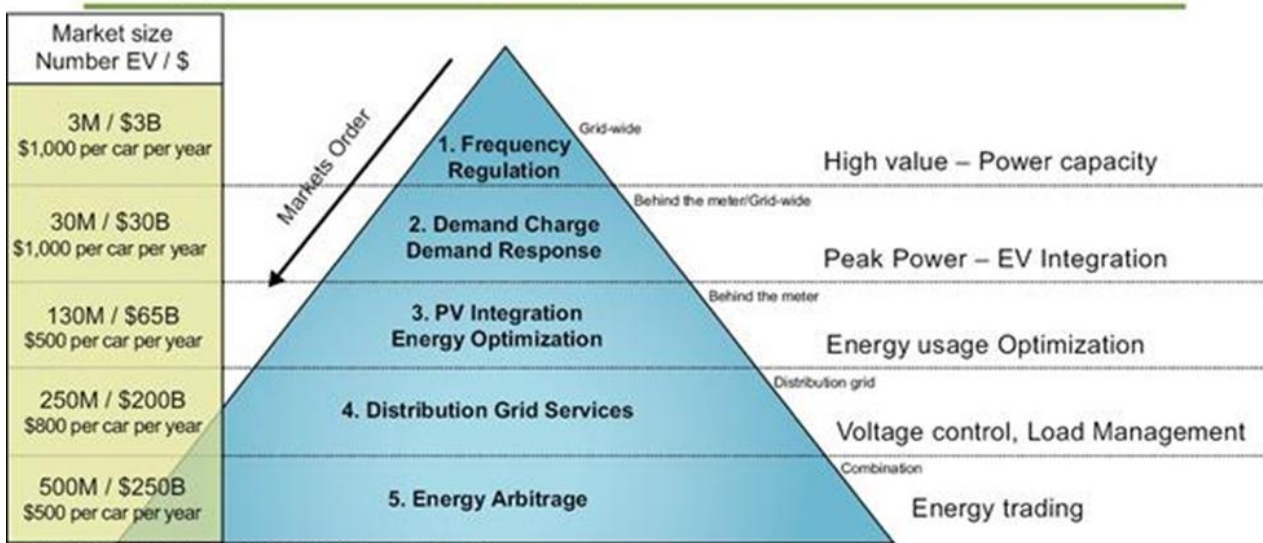 Market size
Number EV / $
3M / $3B
$1,000 per car per year
30M / $30B
$1,000 per car per year
130M / $65B
$500 per car per year
250M / $200B
$800 per car per year
500M / $250B
$500 per car per year
Markets Order
1. Frequency
Regulation
2. Demand Charge
Demand Response
3. PV Integration
Energy Optimization
4. Distribution Grid Services
5. Energy Arbitrage
Grid-wide
High value – Power capacity
Behind the meter/Grid-wide
Peak Power – EV Integration
Behind the meter
Energy usage Optimization
Distribution grid
Voltage control, Load Management
Combination
Energy trading